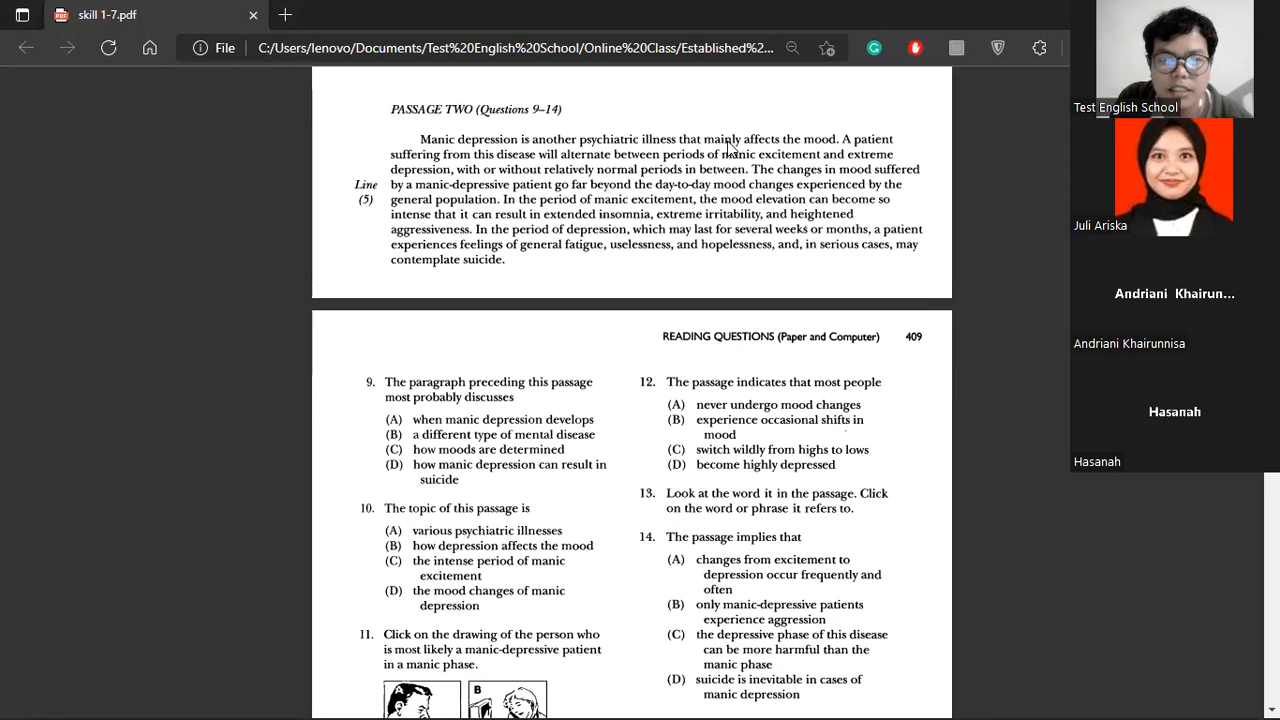 skill 1-7.pdf
File
C:/Users/lenovo/Documents/Test%20English%20School/Online%20Class/Established%2...
PASSAGE TWO (Questions 9–14)
Manic depression is another psychiatric illness that mainly affects the mood. A patient
suffering from this disease will alternate between periods of manic excitement and extreme
depression, with or without relatively normal periods in between. The changes in mood suffered
Line by a manic-depressive patient go far beyond the day-to-day mood changes experienced by the
(5) general population. In the period of manic excitement, the mood elevation can become so
intense that it can result in extended insomnia, extreme irritability, and heightened
aggressiveness. In the period of depression, which may last for several weeks or months, a patient
experiences feelings of general fatigue, uselessness, and hopelessness, and, in serious cases, may
contemplate suicide.
READING QUESTIONS (Paper and Computer) 409
9. The paragraph preceding this passage
most probably discusses
(A) when manic depression develops
(B) a different type of mental disease
(C) how moods are determined
(D) how manic depression can result in
suicide
10. The topic of this passage is
(A) various psychiatric illnesses
(B) how depression affects the mood
(C) the intense period of manic
excitement
(D) the mood changes of manic
depression
11. Click on the drawing of the person who
is most likely a manic-depressive patient
in a manic phase.
A
B
12. The passage indicates that most people
(A) never undergo mood changes
(B) experience occasional shifts in
mood
(C) switch wildly from highs to lows
(D) become highly depressed
13. Look at the word it in the passage. Click
on the word or phrase it refers to.
14. The passage implies that
(A) changes from excitement to
depression occur frequently and
often
(B) only manic-depressive patients
experience aggression
(C) the depressive phase of this disease
can be more harmful than the
manic phase
(D) suicide is inevitable in cases of
manic depression
Test English School
Juli Ariska
Andriani Khairun...
Andriani Khairunnisa
Hasanah
Hasanah